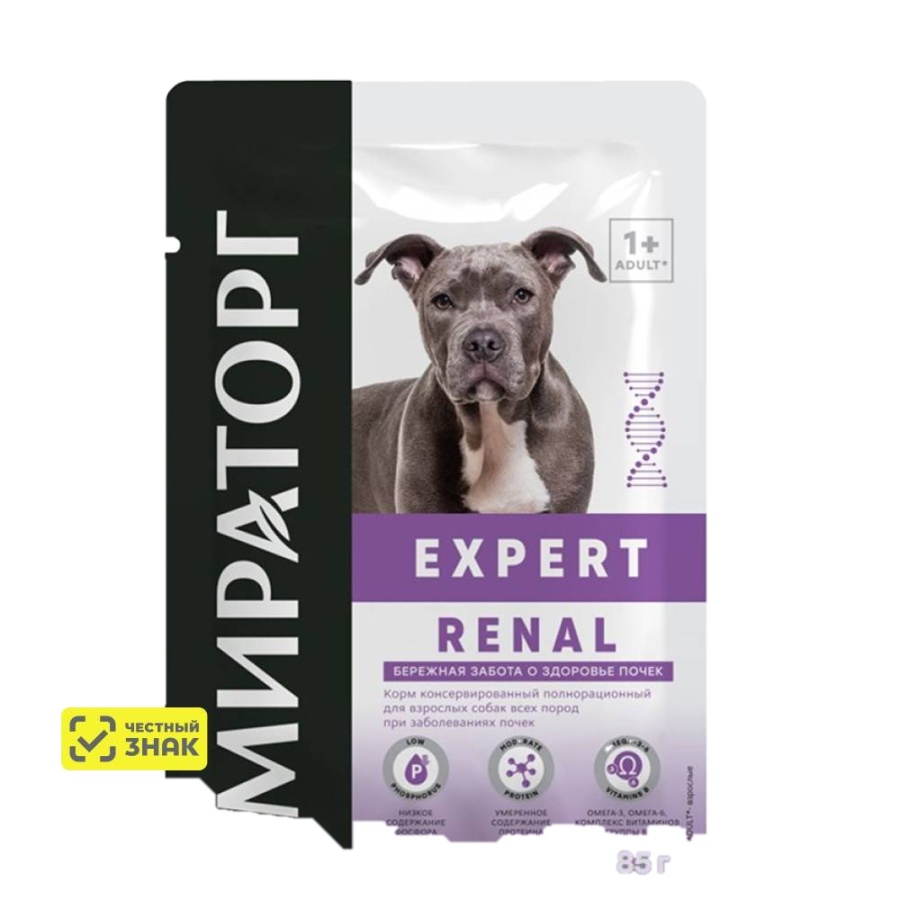 МИРАТОРГ
1+
ADULT*
EXPERT
RENAL
БЕРЕЖНАЯ ЗАБОТА О ЗДОРОВЬЕ ПОЧЕК
Корм консервированный полнорационный
для взрослых собак всех пород
при заболеваниях почек
ЧЕСТНЫЙ
ЗНАК
LOW
P
PHOSPHORUS
PROTEIN
Ω
VITAMINS B
НИЗКОЕ
СОДЕРЖАНИЕ
ФОСФОРА
УМЕРЕННОЕ
СОДЕРЖАНИЕ
ПРОТЕИНА
ОМЕГА-3, ОМЕГА-6,
КОМПЛЕКС ВИТАМИНОВ
ADULT*- взрослые
85 г